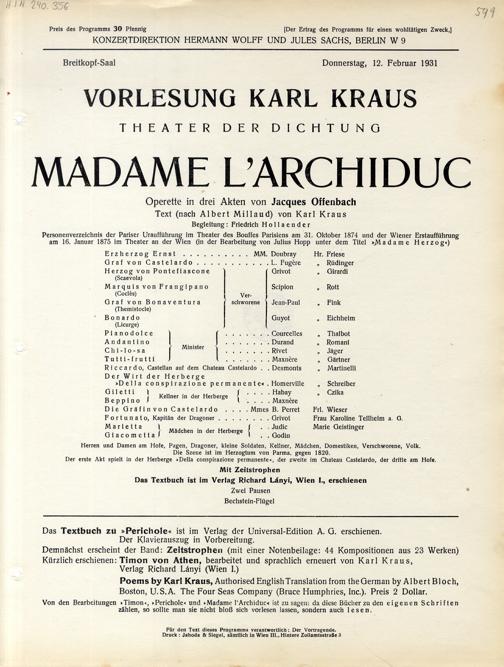 HIN 240.356
599
Preis des Programms 30 Pfennig [Der Ertrag des Programms für einen wohltätigen Zweck.]
KONZERTDIREKTION HERMANN WOLFF UND JULES SACHS, BERLIN W 9
Breitkopf-Saal Donnerstag, 12. Februar 1931
VORLESUNG KARL KRAUS
THEATER DER DICHTUNG
MADAME L'ARCHIDUC
Operette in drei Akten von Jacques Offenbach
Text (nach Albert Millaud) von Karl Kraus
Begleitung: Friedrich Hollaender
Personenverzeichnis der Pariser Uraufführung im Theater des Bouffes Parisiens am 31. Oktober 1874 und der Wiener Erstaufführung
am 16. Januar 1875 im Theater an der Wien (in der Bearbeitung von Julius Hopp unter dem Titel »Madame Herzog«)
Erzherzog Ernst . . . . . . . . . . MM. Doubray Hr. Friese
Graf von Castelardo . . . . . . . . . . L. Fugère „ Rüdinger
Herzog von Pontefiascone Grivot „ Girardi
(Scaevola)
Marquis von Frangipano Scipion „ Rott
(Coclès)
Ver-
schworene
Graf von Bonaventura Jean-Paul „ Fink
(Themistocle)
Bonardo Guyot „ Eichheim
(Licurge)
Pianodolce . . . . . . . Courcelles „ Thalbot
Andantino . . . . . . . Durand „ Romani
Minister
Chi-lo-sa . . . . . . . Rivet „ Jäger
Tutti-frutti . . . . . . . Maxnère „ Gärtner
Riccardo, Castellan auf dem Chateau Castelardo . . Desmonts „ Martinelli
Der Wirt der Herberge
»Della conspirazione permanente« . Homerville „ Schreiber
Giletti . . . . Habay „ Czika
Kellner in der Herberge
Beppino . . . . Maxnère
Die Gräfin von Castelardo . . . . Mmes B. Perret Frl. Wieser
Fortunato, Kapitän der Dragoner . . . . . . . Grivot Frau Karoline Tellheim a. G.
Marietta . . . Judic Marie Geistinger
Mädchen in der Herberge
Giacometta . . . Godin
Herren und Damen am Hofe, Pagen, Dragoner, kleine Soldaten, Kellner, Mädchen, Domestiken, Verschworene, Volk.
Die Szene ist im Herzogtum von Parma, gegen 1820.
Der erste Akt spielt in der Herberge »Della conspirazione permanente«, der zweite im Chateau Castelardo, der dritte am Hofe.
Mit Zeitstrophen
Das Textbuch ist im Verlag Richard Lányi, Wien I., erschienen
Zwei Pausen
Bechstein-Flügel
Das Textbuch zu »Perichole« ist im Verlag der Universal-Edition A. G. erschienen.
Der Klavierauszug in Vorbereitung.
Demnächst erscheint der Band: Zeitstrophen (mit einer Notenbeilage: 44 Kompositionen aus 23 Werken)
Kürzlich erschienen: Timon von Athen, bearbeitet und sprachlich erneuert von Karl Kraus,
Verlag Richard Lányi (Wien I.)
Poems by Karl Kraus, Authorised English Translation from the German by Albert Bloch,
Boston, U.S.A. The Four Seas Company (Bruce Humphries, Inc.). Preis 2 Dollar.
Von den Bearbeitungen »Timon«, »Perichole« und »Madame l'Archiduc« ist zu sagen: da diese Bücher zu den eigenen Schriften
zählen, so sollte man sie nicht bloß sich vorlesen lassen, sondern auch lesen.
Für den Text dieses Programms verantwortlich: Der Vortragende.
Druck: Jahoda & Siegel, sämtlich in Wien III., Hintere Zollamtsstraße 3